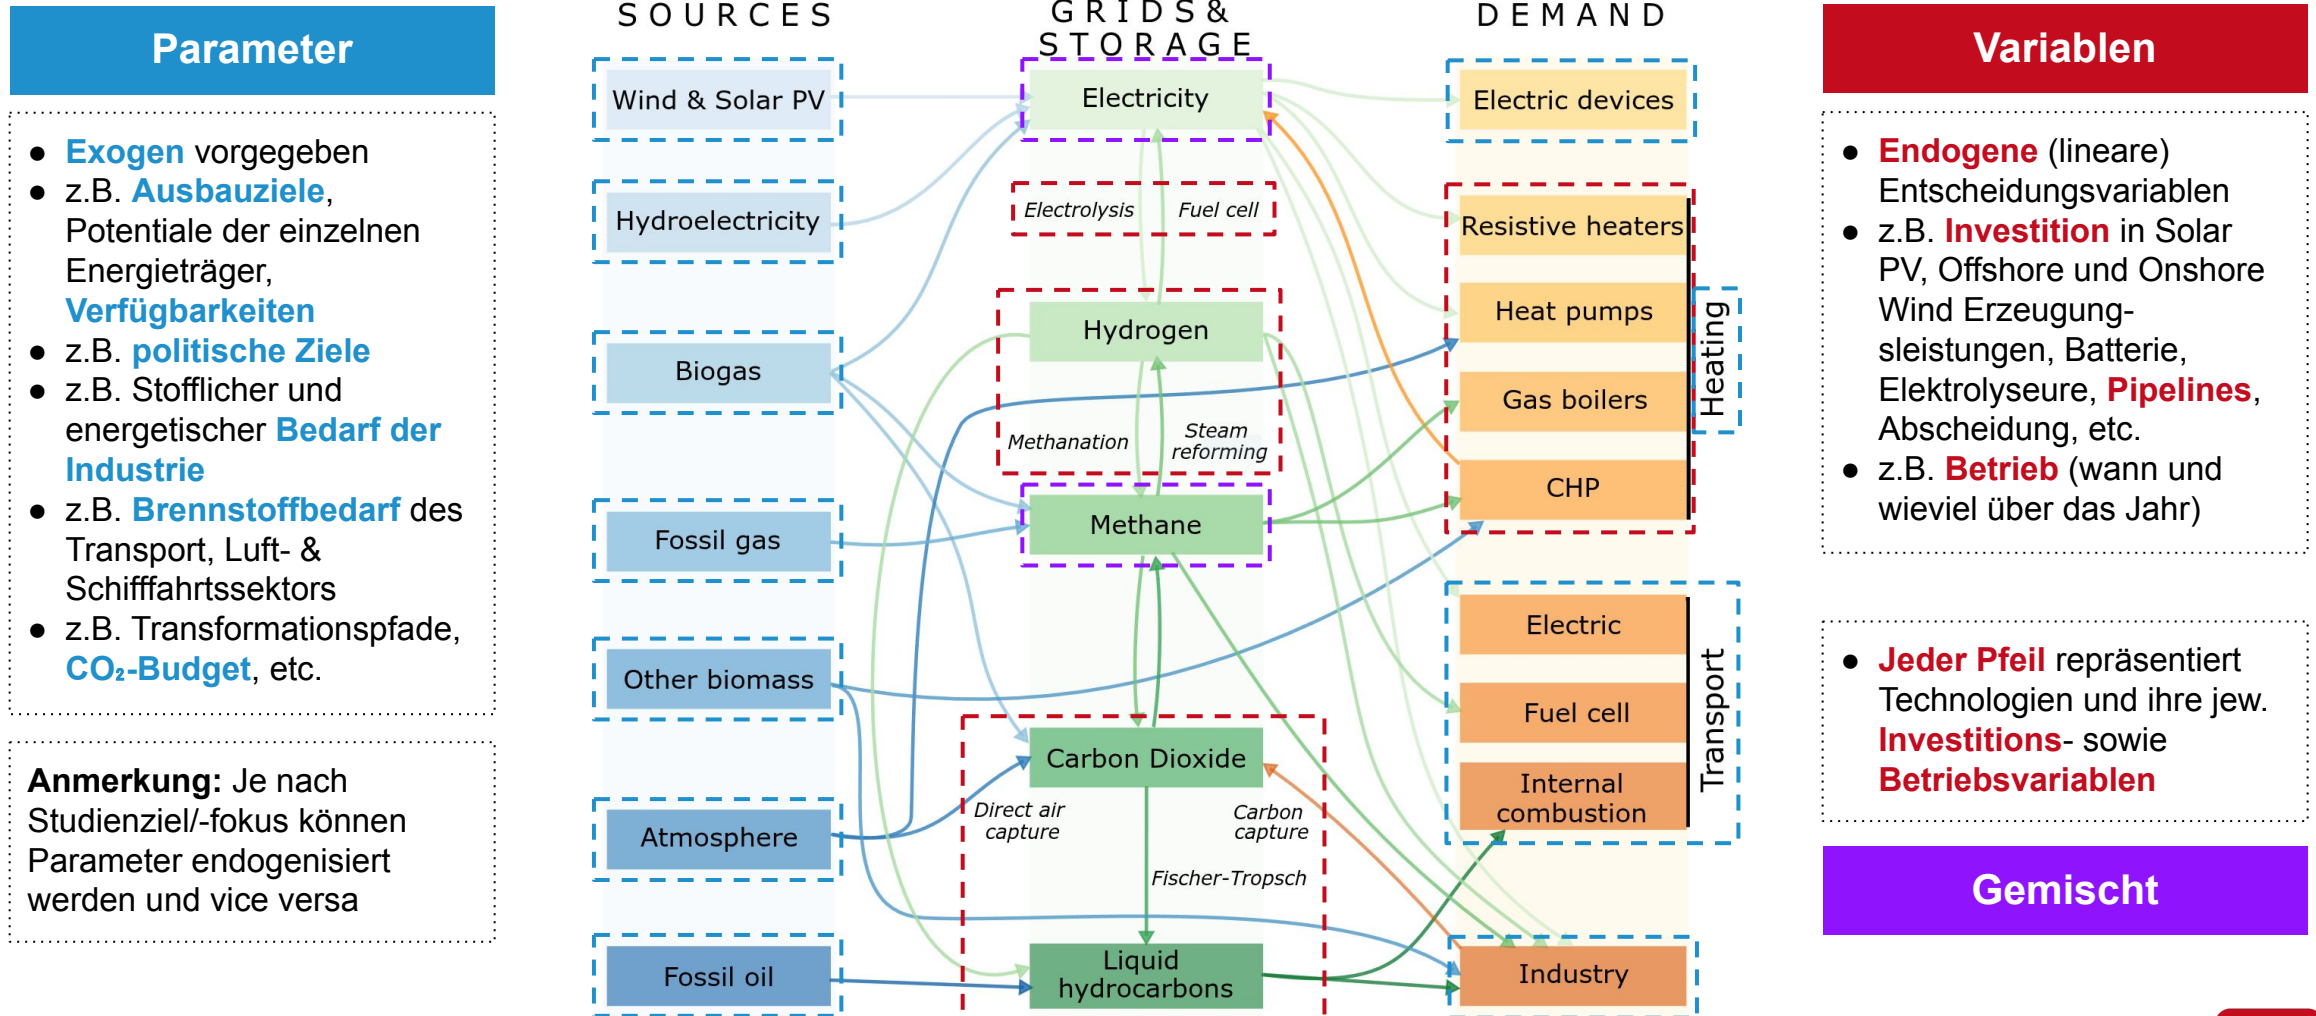 Parameter
● Exogen vorgegeben
● z.B. Ausbauziele,
Potentiale der einzelnen
Energieträger,
Verfügbarkeiten
● z.B. politische Ziele
● z.B. Stofflicher und
energetischer Bedarf der
Industrie
● z.B. Brennstoffbedarf des
Transport, Luft- &
Schifffahrtssektors
● z.B. Transformationspfade,
CO₂-Budget, etc.
Anmerkung: Je nach
Studienziel/-fokus können
Parameter endogenisiert
werden und vice versa
SOURCES
Wind & Solar PV
Hydroelectricity
Biogas
Fossil gas
Other biomass
Atmosphere
Fossil oil
GRIDS &
STORAGE
Electricity
Electrolysis
Fuel cell
Hydrogen
Methanation
Steam
reforming
Methane
Carbon Dioxide
Direct air
capture
Carbon
capture
Fischer-Tropsch
Liquid
hydrocarbons
DEMAND
Electric devices
Resistive heaters
Heat pumps
Gas boilers
CHP
Heating
Electric
Fuel cell
Internal
combustion
Transport
Industry
Variablen
● Endogene (lineare)
Entscheidungsvariablen
● z.B. Investition in Solar
PV, Offshore und Onshore
Wind Erzeugung-
sleistungen, Batterie,
Elektrolyseure, Pipelines,
Abscheidung, etc.
● z.B. Betrieb (wann und
wieviel über das Jahr)
● Jeder Pfeil repräsentiert
Technologien und ihre jew.
Investitions- sowie
Betriebsvariablen
Gemischt